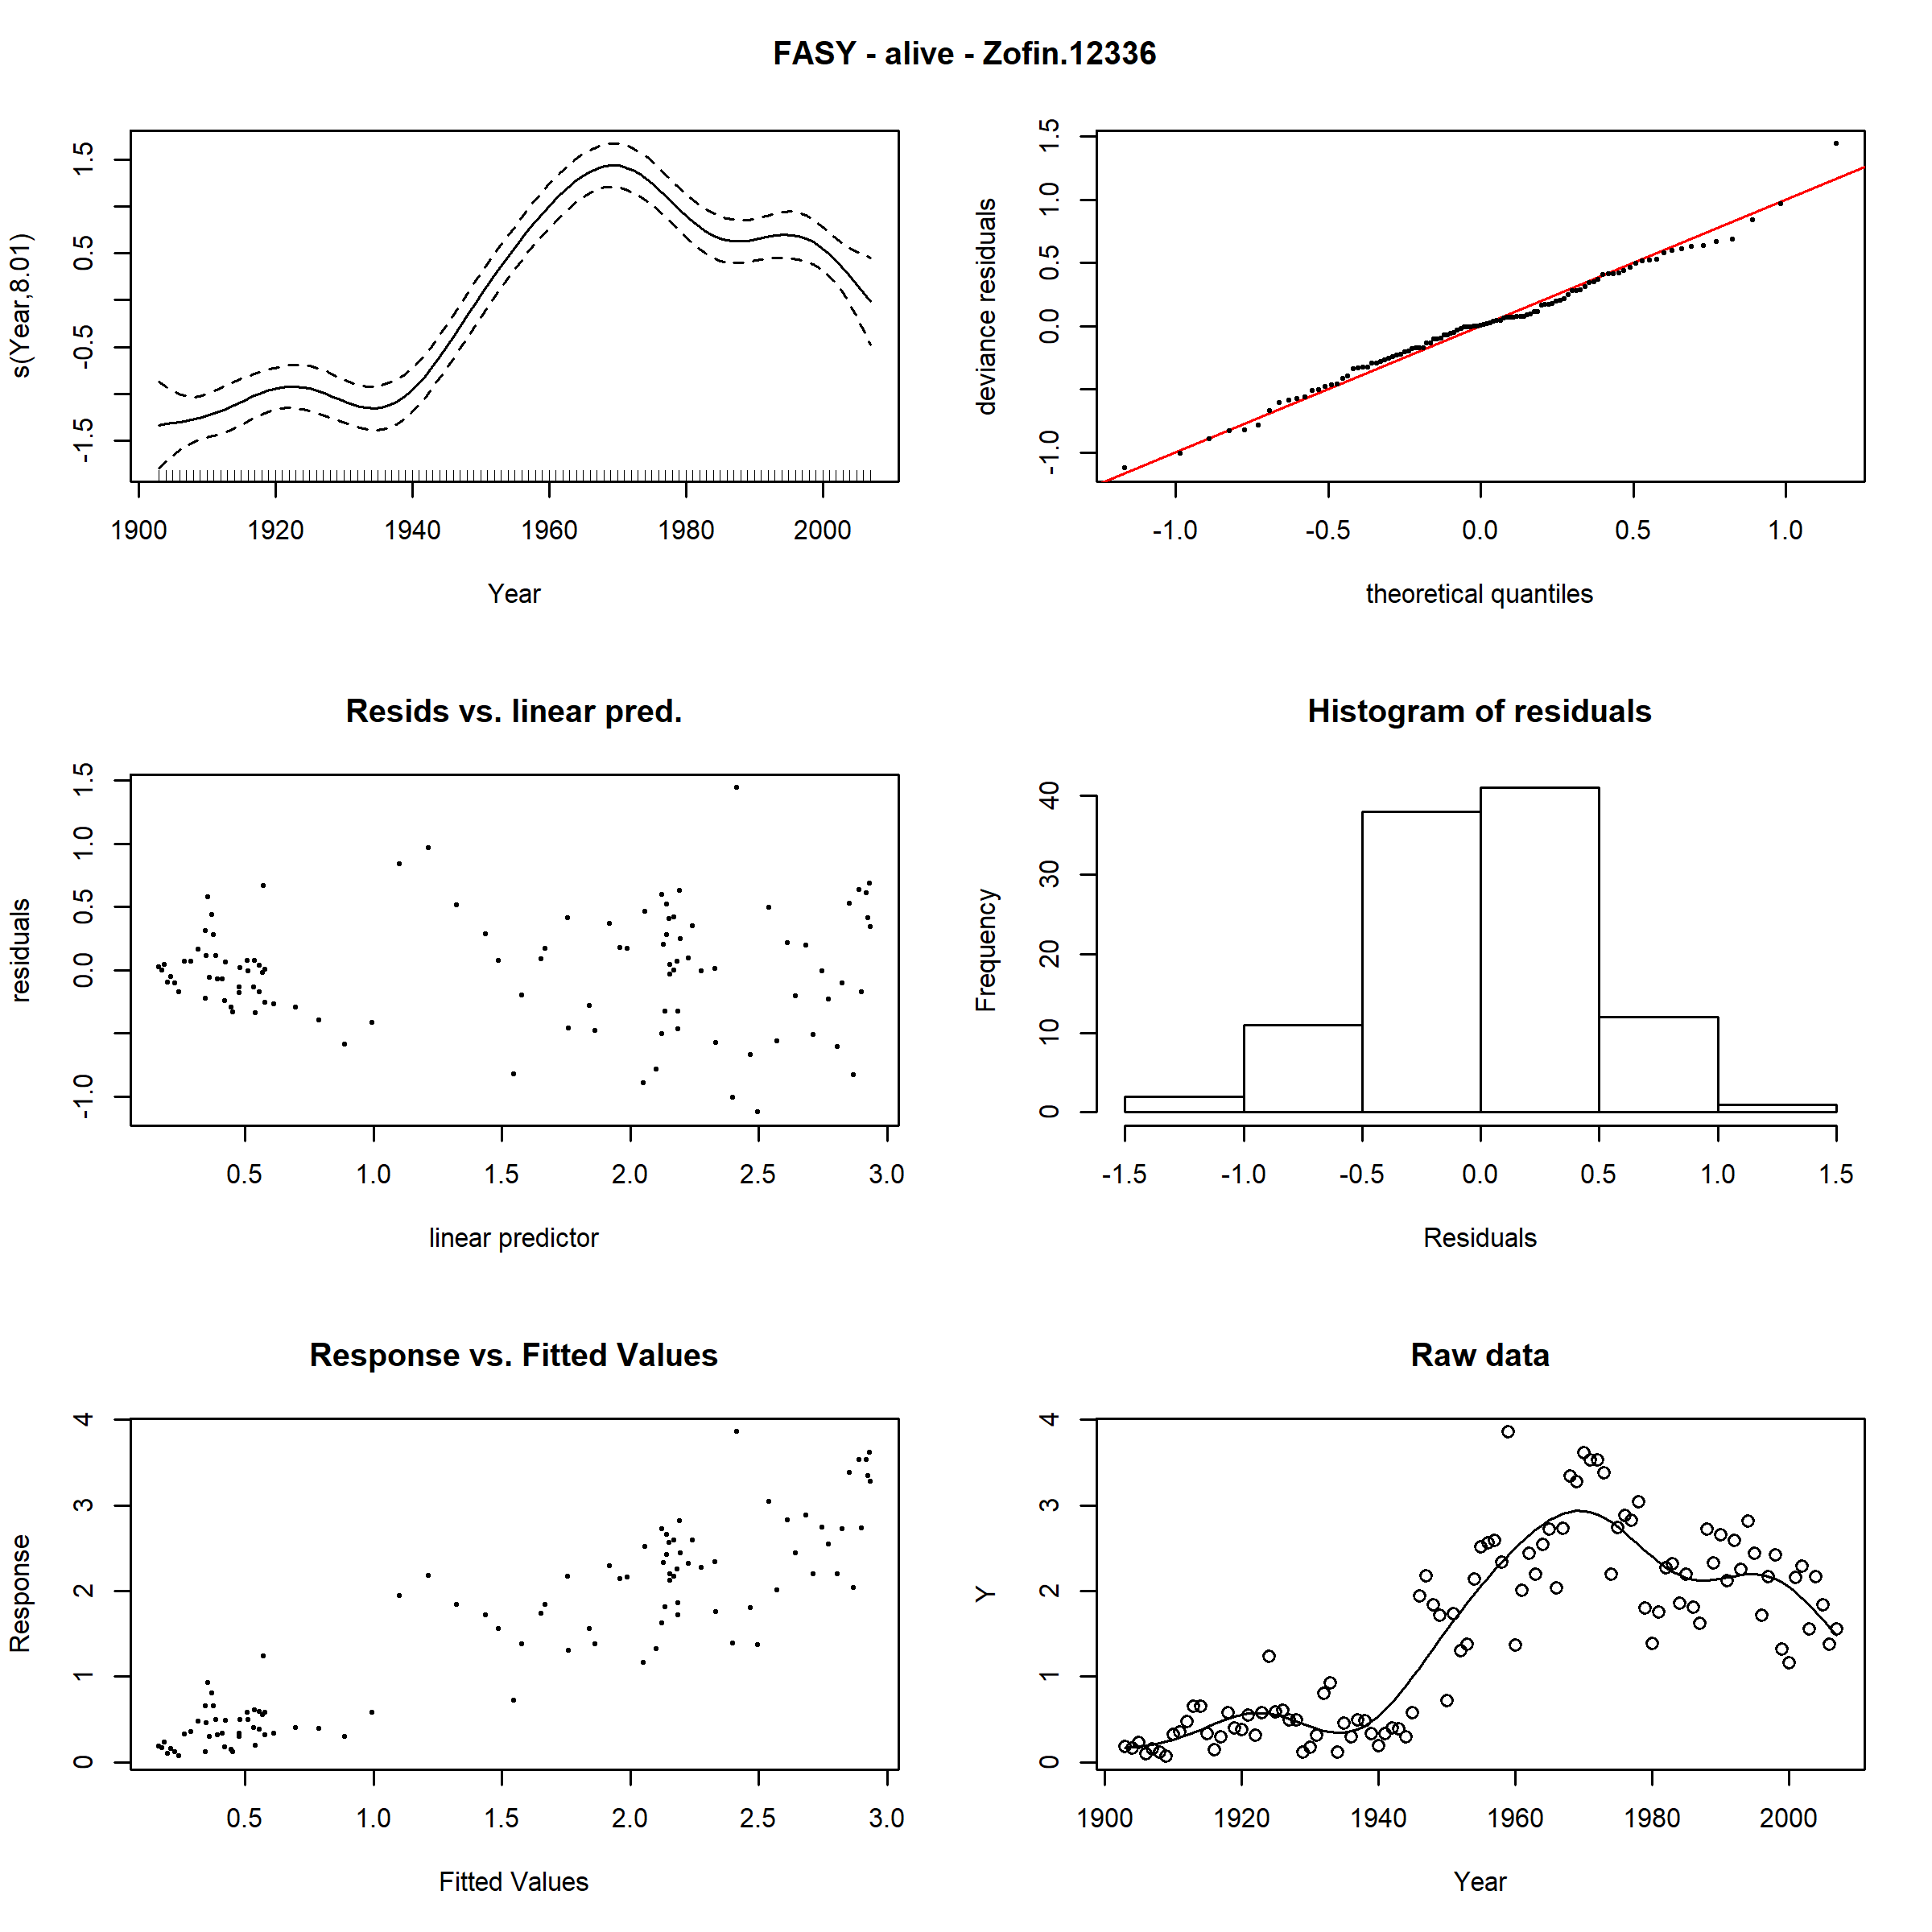 FASY - alive - Zofin.12336
s(Year,8.01)
-1.5 -0.5 0.5 1.5
1900 1920 1940 1960 1980 2000
Year
deviance residuals
-1.0 0.0 0.5 1.0 1.5
-1.0 -0.5 0.0 0.5 1.0
theoretical quantiles
Resids vs. linear pred.
residuals
-1.0 0.0 0.5 1.0 1.5
0.5 1.0 1.5 2.0 2.5 3.0
linear predictor
Histogram of residuals
Frequency
0 10 20 30 40
-1.5 -1.0 -0.5 0.0 0.5 1.0 1.5
Residuals
Response vs. Fitted Values
Response
0 1 2 3 4
0.5 1.0 1.5 2.0 2.5 3.0
Fitted Values
Raw data
Y
0 1 2 3 4
1900 1920 1940 1960 1980 2000
Year